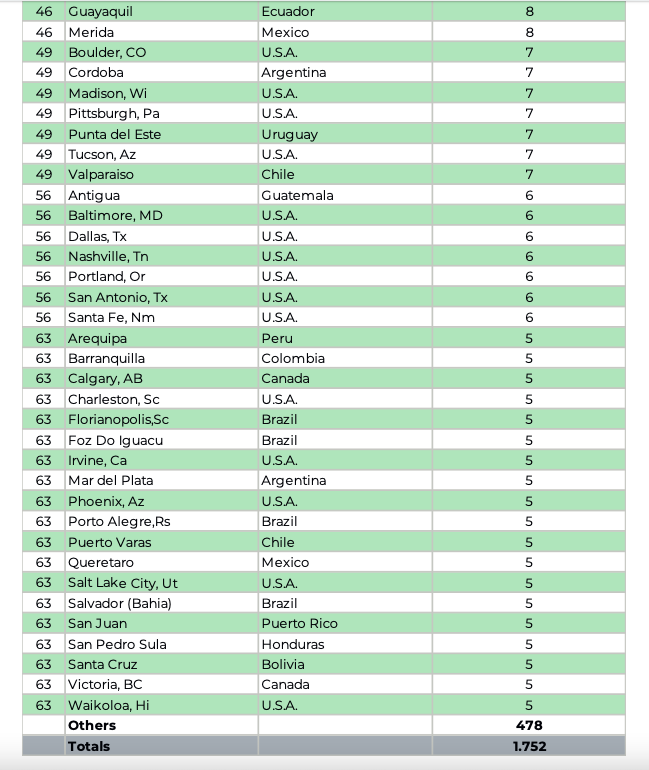 46 Guayaquil Ecuador 8
46 Merida Mexico 8
49 Boulder, CO U.S.A. 7
49 Cordoba Argentina 7
49 Madison, Wi U.S.A. 7
49 Pittsburgh, Pa U.S.A. 7
49 Punta del Este Uruguay 7
49 Tucson, Az U.S.A. 7
49 Valparaiso Chile 7
56 Antigua Guatemala 6
56 Baltimore, MD U.S.A. 6
56 Dallas, Tx U.S.A. 6
56 Nashville, Tn U.S.A. 6
56 Portland, Or U.S.A. 6
56 San Antonio, Tx U.S.A. 6
56 Santa Fe, Nm U.S.A. 6
63 Arequipa Peru 5
63 Barranquilla Colombia 5
63 Calgary, AB Canada 5
63 Charleston, Sc U.S.A. 5
63 Florianopolis,Sc Brazil 5
63 Foz Do Iguacu Brazil 5
63 Irvine, Ca U.S.A. 5
63 Mar del Plata Argentina 5
63 Phoenix, Az U.S.A. 5
63 Porto Alegre,Rs Brazil 5
63 Puerto Varas Chile 5
63 Queretaro Mexico 5
63 Salt Lake City, Ut U.S.A. 5
63 Salvador (Bahia) Brazil 5
63 San Juan Puerto Rico 5
63 San Pedro Sula Honduras 5
63 Santa Cruz Bolivia 5
63 Victoria, BC Canada 5
63 Waikoloa, Hi U.S.A. 5
Others 478
Totals 1.752